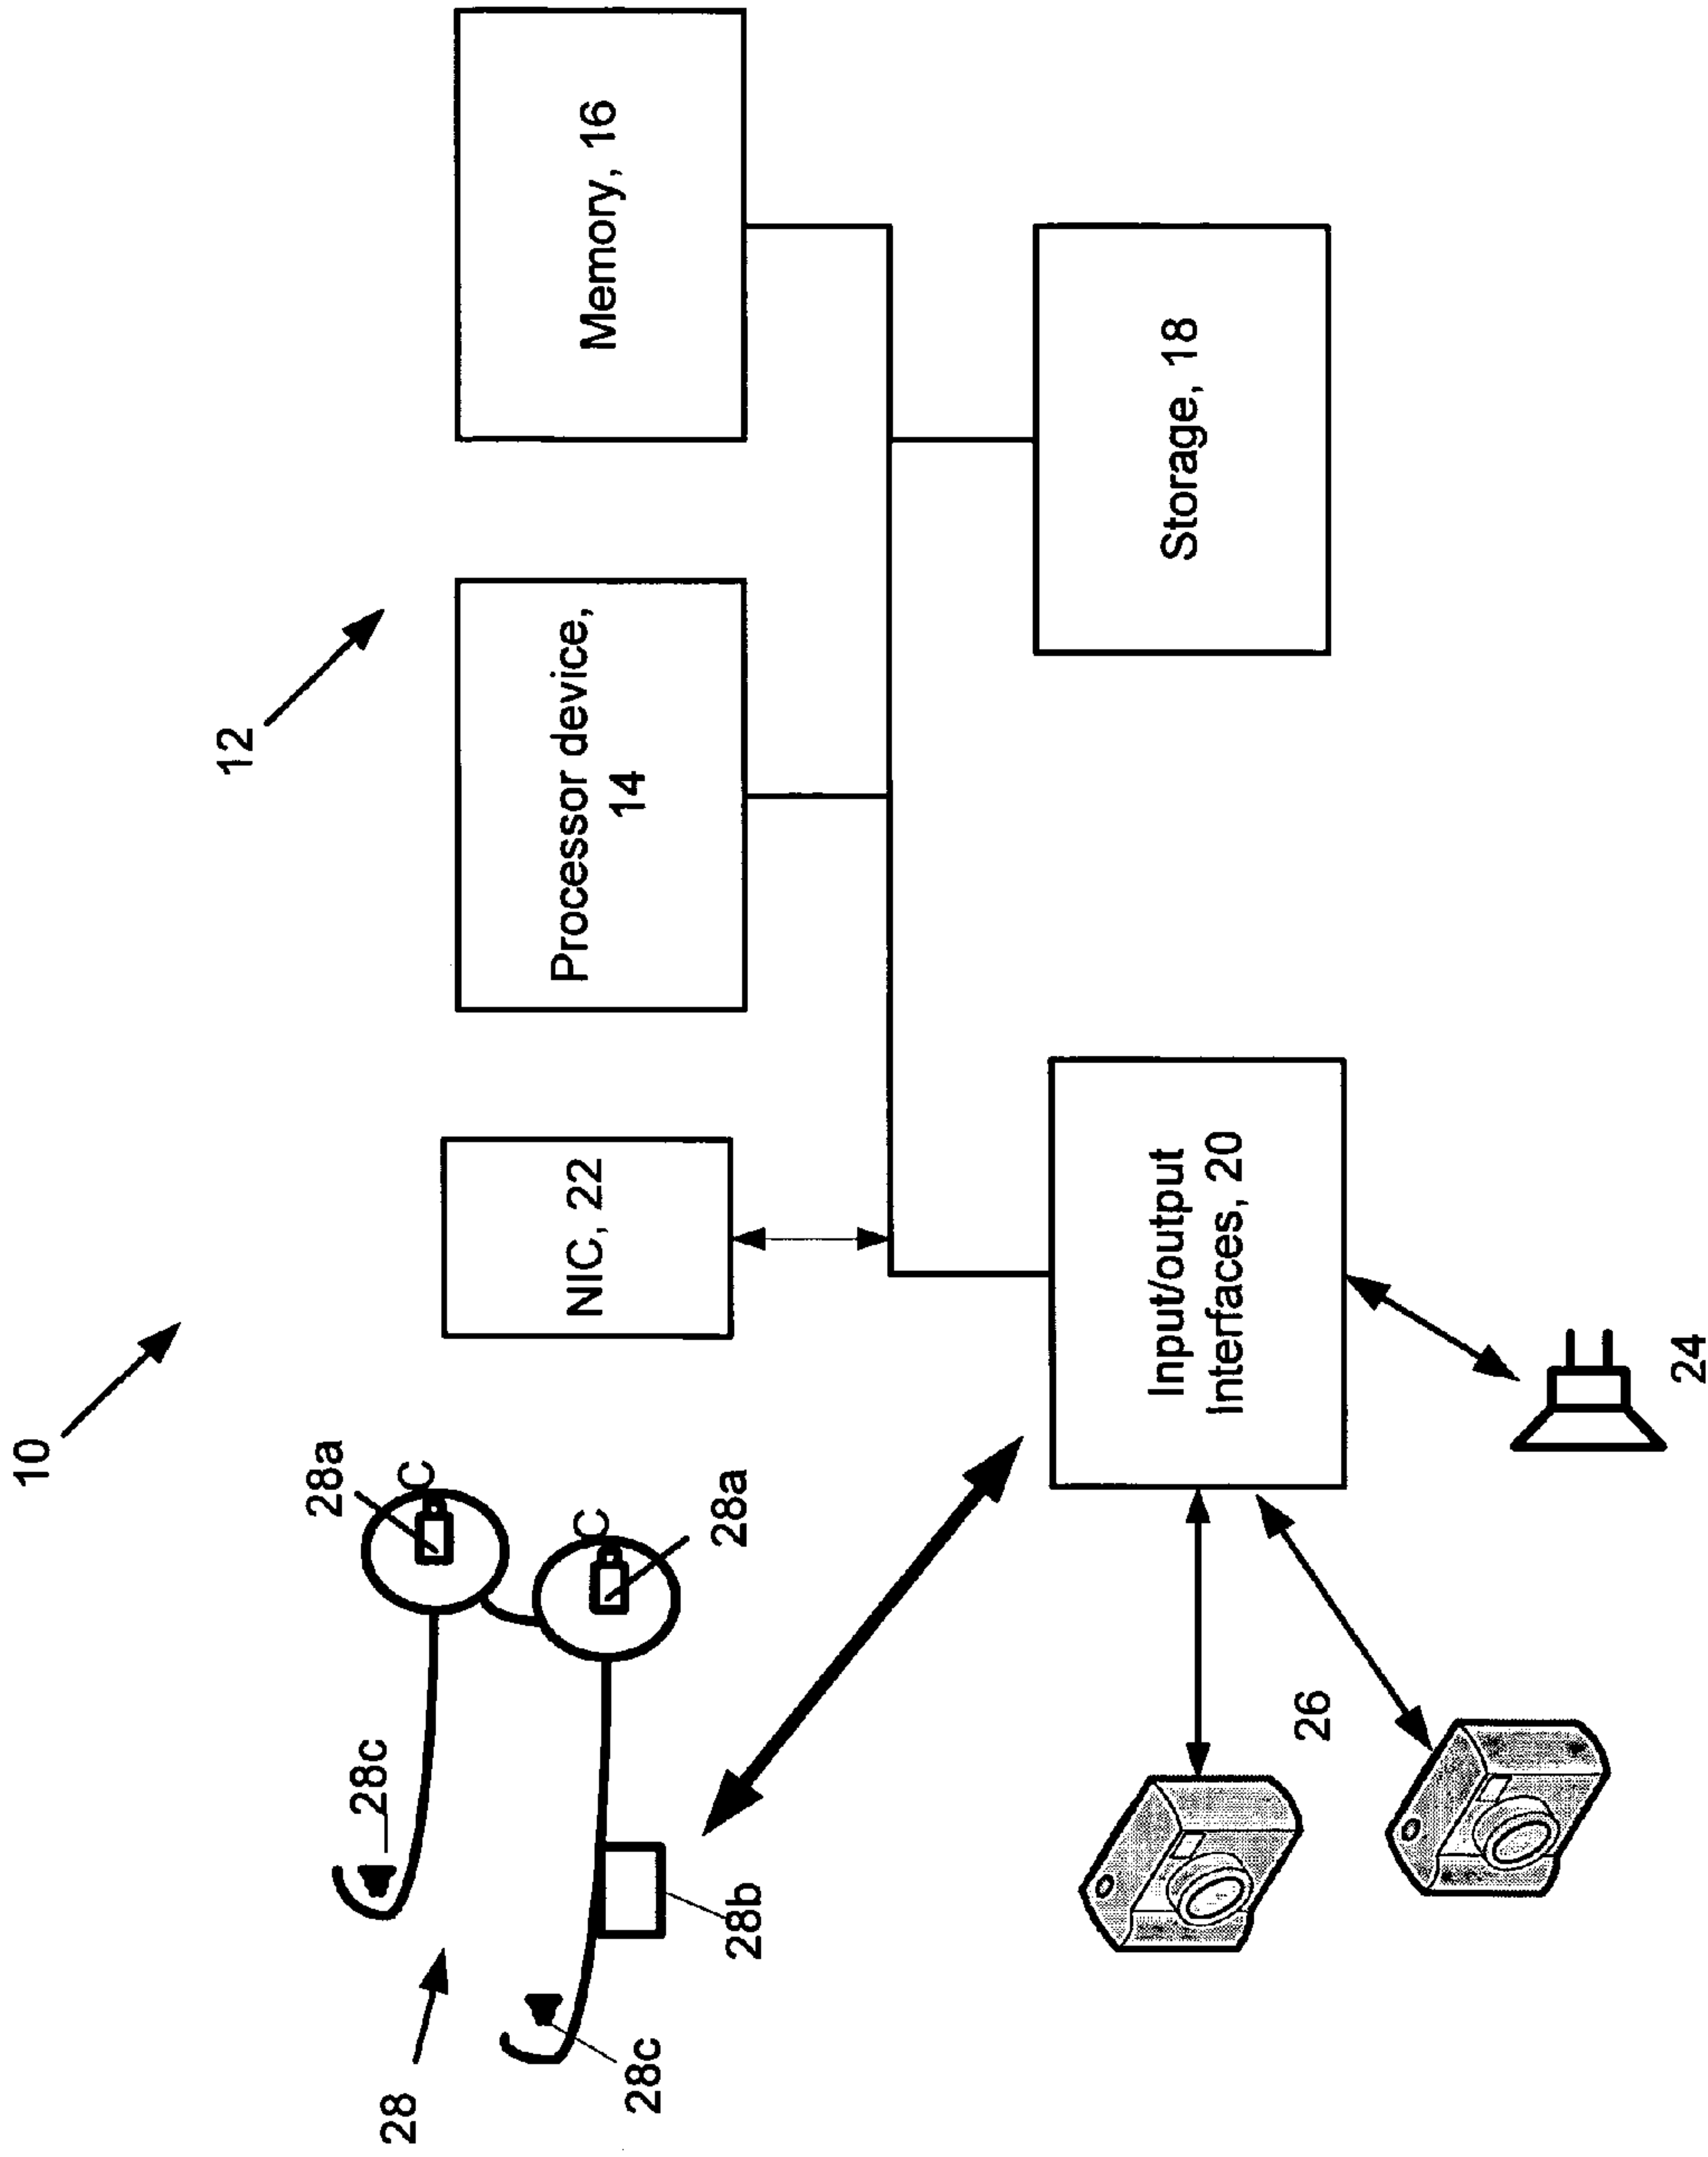 10
12
28a
28c
28
C
C
28c
28a
28b
NIC, 22
Processor device,
14
Memory, 16
Input/output
Interfaces, 20
Storage, 18
26
24